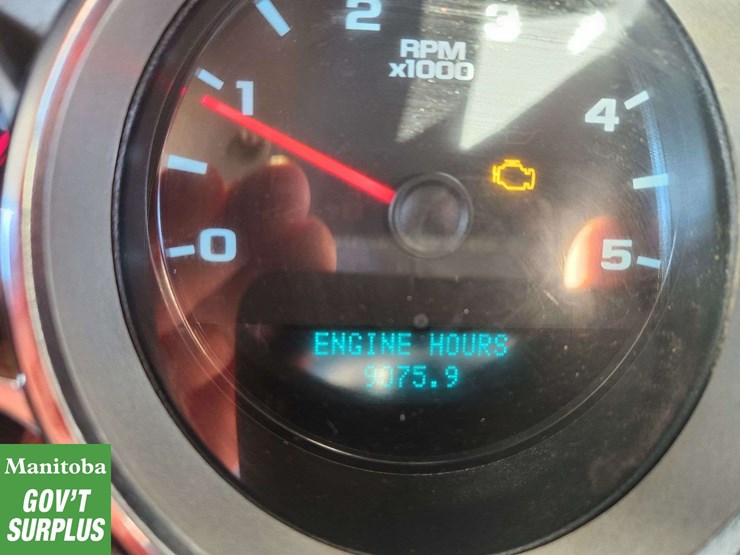 2
3
RPM
x1000
1
4
0
5
ENGINE HOURS
9075.9
Manitoba
GOV'T
SURPLUS